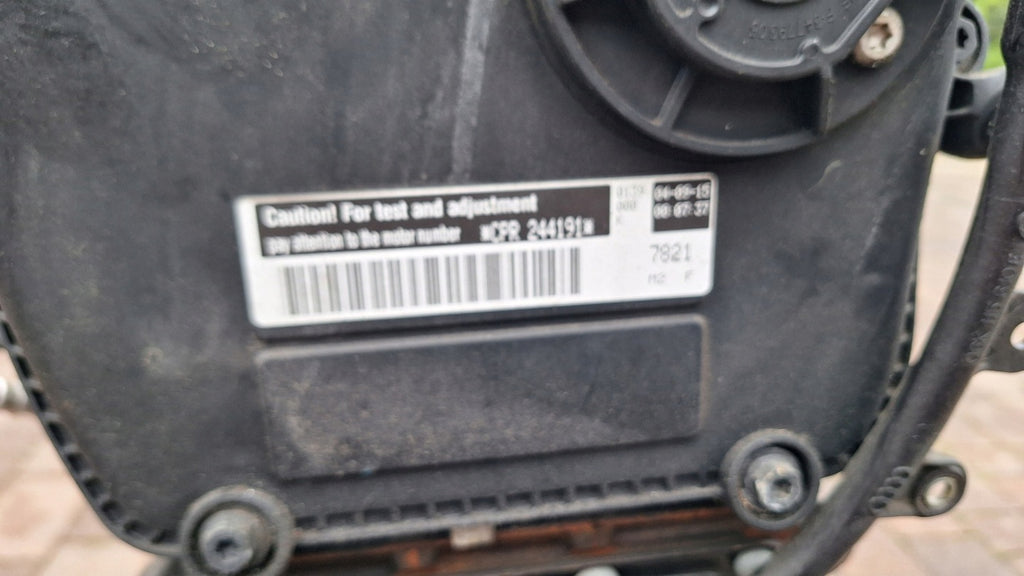 Caution! For test and adjustment
pay attention to the motor number *CPR 244191*
04-09-15
00:07:37
7821
M2 F